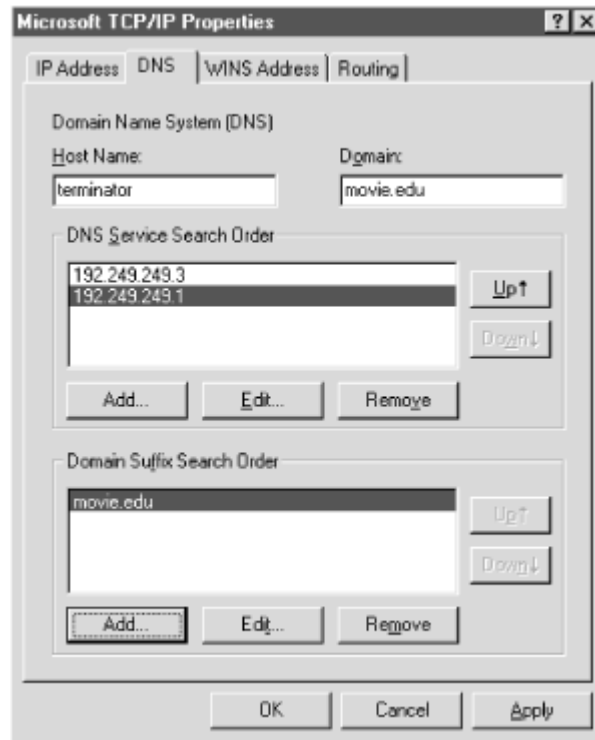 Microsoft TCP/IP Properties ? ×
IP Address DNS WINS Address Routing
Domain Name System (DNS)
Host Name: Domain:
terminator movie.edu
DNS Service Search Order
192.249.249.3
192.249.249.1
Up↑
Down↓
Add... Edit... Remove
Domain Suffix Search Order
movie.edu
Up↑
Down↓
Add... Edit... Remove
OK Cancel Apply